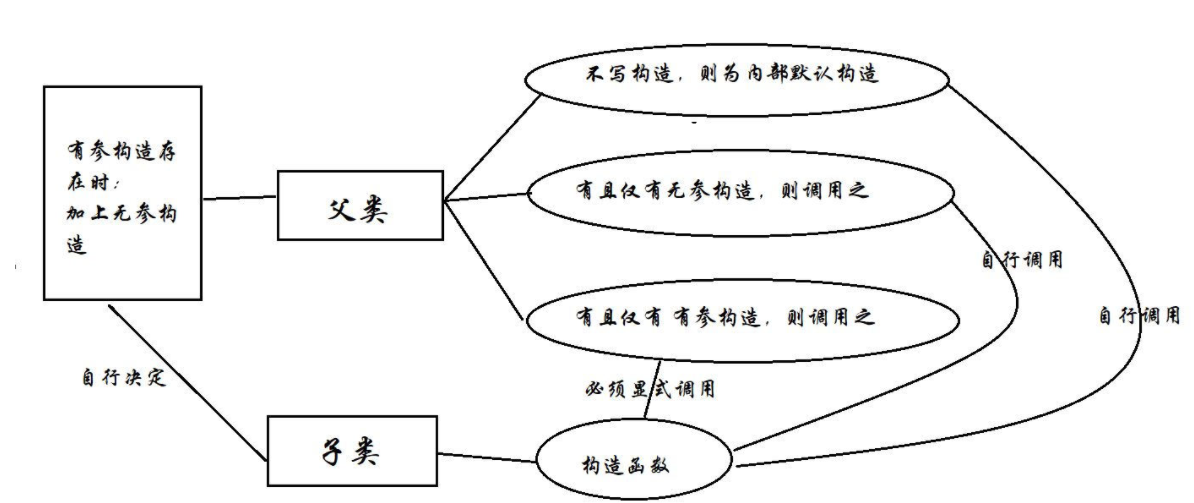 不写构造，则为内部默认构造
有参构造存
在时：
加上无参构
造
父类
有且仅有无参构造，则调用之
自行调用
有且仅有 有参构造，则调用之
自行调用
自行决定
必须显式调用
子类
构造函数